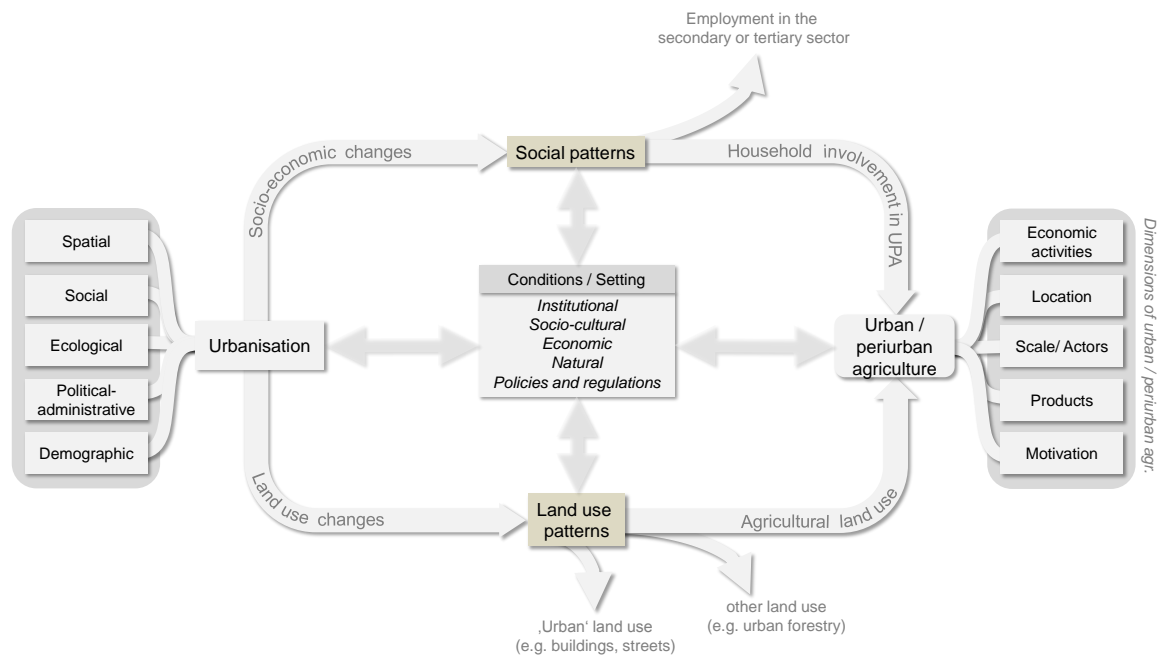 Employment in the
secondary or tertiary sector
Socio-economic changes
Social patterns
Household involvement in UPA
Spatial
Social
Ecological
Political-
administrative
Demographic
Urbanisation
Conditions / Setting
Institutional
Socio-cultural
Economic
Natural
Policies and regulations
Urban /
periurban
agriculture
Economic
activities
Location
Scale/ Actors
Products
Motivation
Dimensions of urban / periurban agr.
Land use changes
Land use
patterns
Agricultural land use
‚Urban‘ land use
(e.g. buildings, streets)
other land use
(e.g. urban forestry)